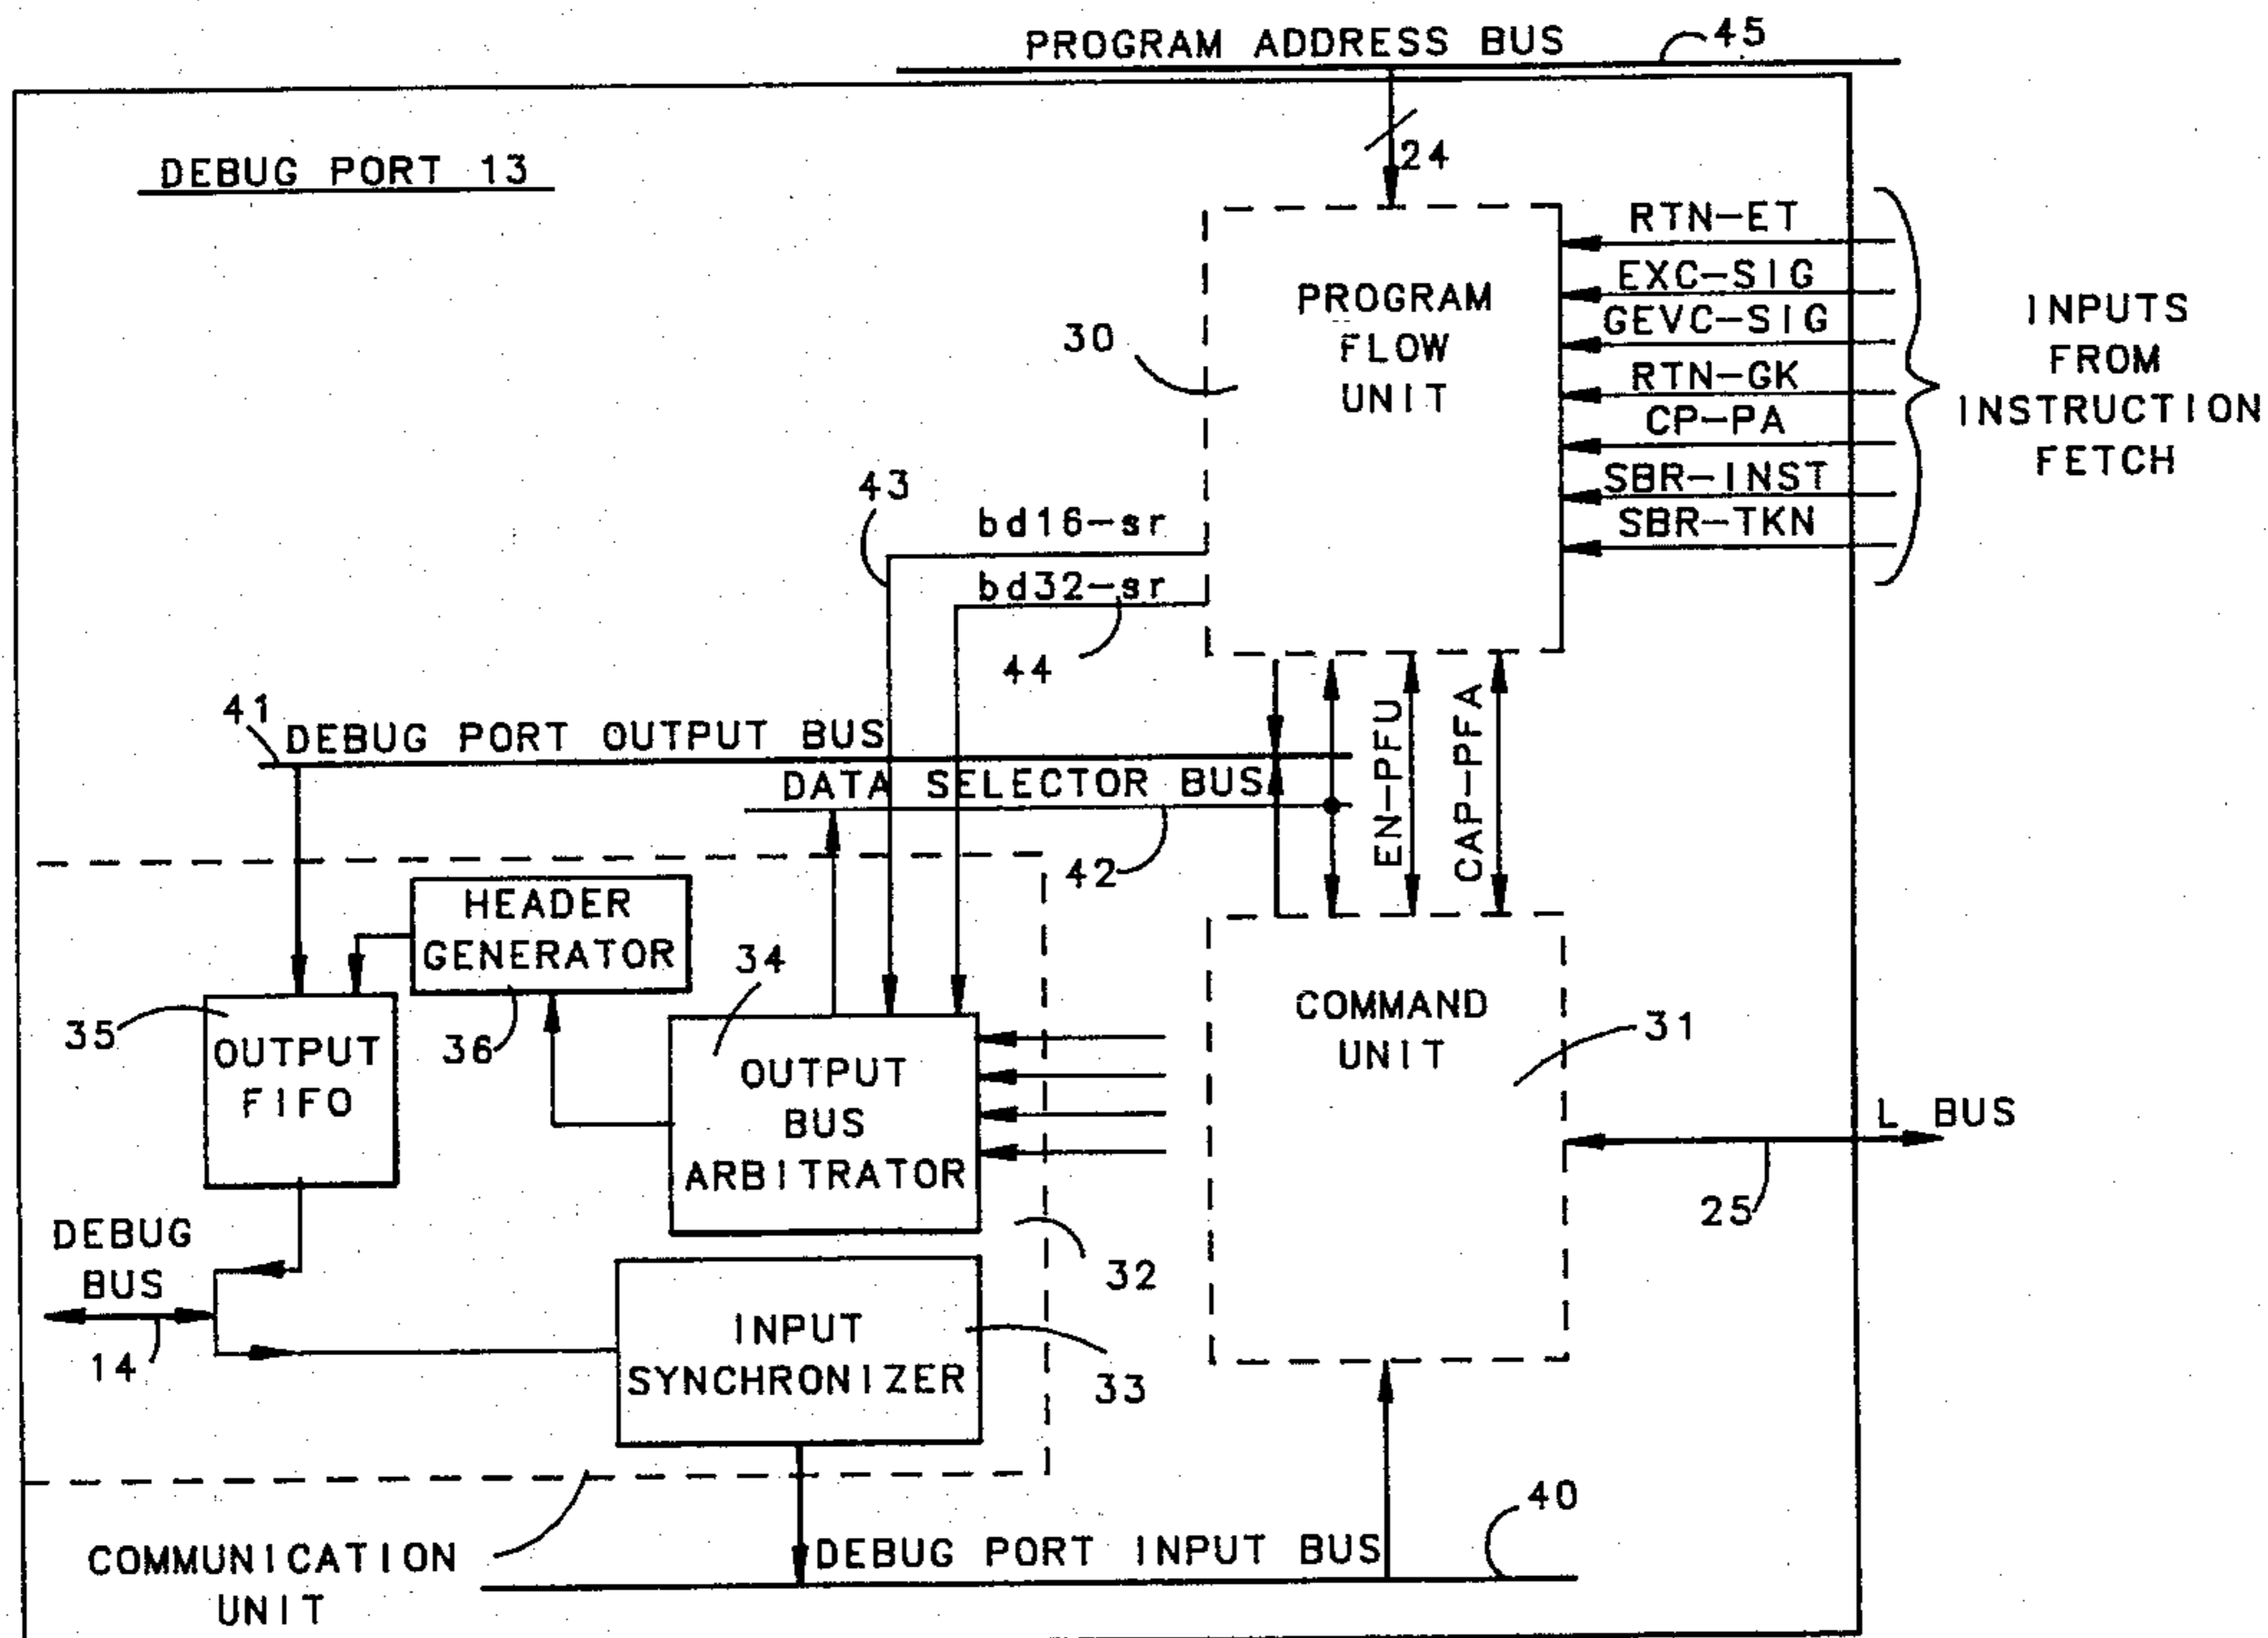 PROGRAM ADDRESS BUS
45
DEBUG PORT 13
24
RTN-ET
EXC-SIG
GEVC-SIG
RTN-GK
CP-PA
SBR-INST
SBR-TKN
INPUTS
FROM
INSTRUCTION
FETCH
30
PROGRAM
FLOW
UNIT
43
bd16-sr
bd32-sr
44
41
DEBUG PORT OUTPUT BUS
DATA SELECTOR BUS
42
EN-PFU
CAP-PFA
HEADER
GENERATOR
36
34
35
OUTPUT
FIFO
OUTPUT
BUS
ARBITRATOR
COMMAND
UNIT
31
L BUS
25
DEBUG
BUS
14
32
INPUT
SYNCHRONIZER
33
COMMUNICATION
UNIT
DEBUG PORT INPUT BUS
40